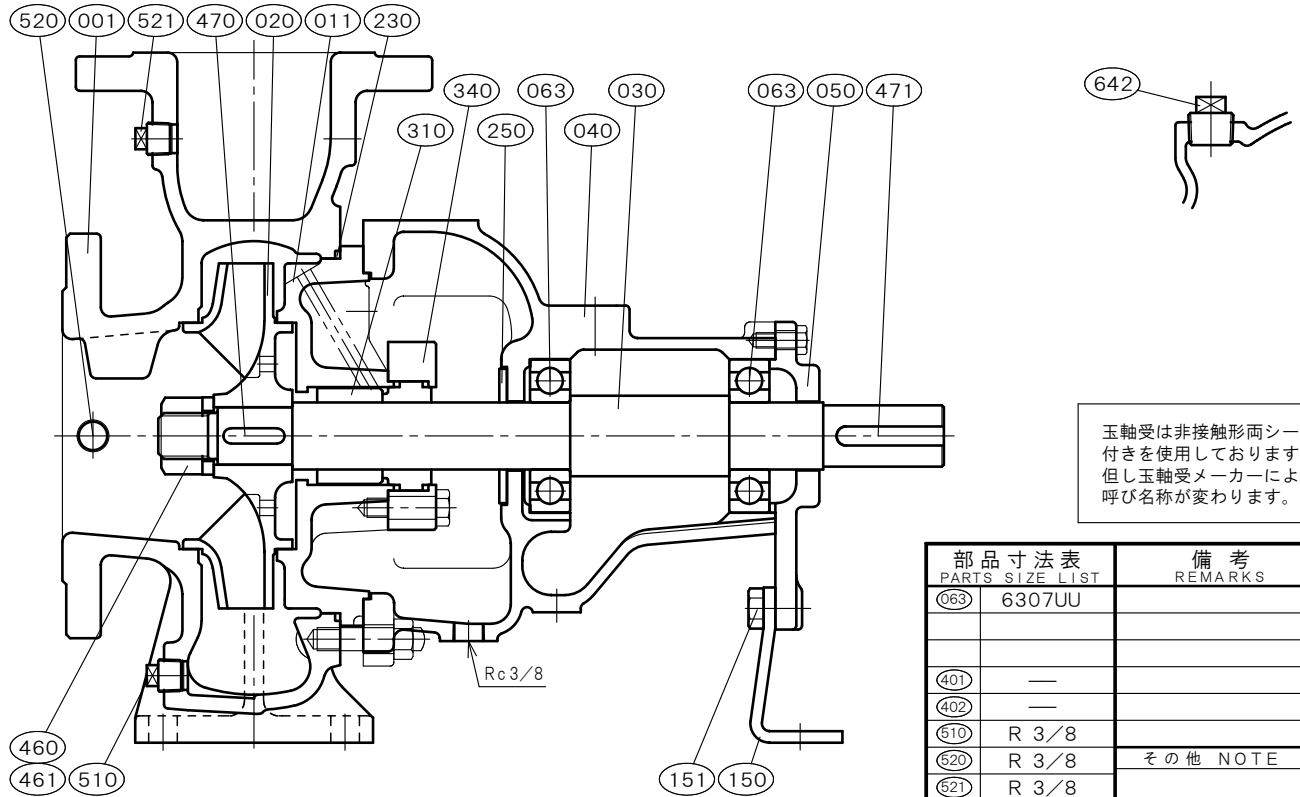 520 001 521 470 020 011 230
340 063 030 063 050 471
642
310 250 040
玉軸受は非接触形両シー
付きを使用しております
但し玉軸受メーカーによ
呼び名称が変わります。
部品寸法表 備考
PARTS SIZE LIST REMARKS
063 6307UU
401 —
402 —
510 R 3/8
520 R 3/8 その他 NOTE
521 R 3/8
Rc3/8
460
461 510 151 150